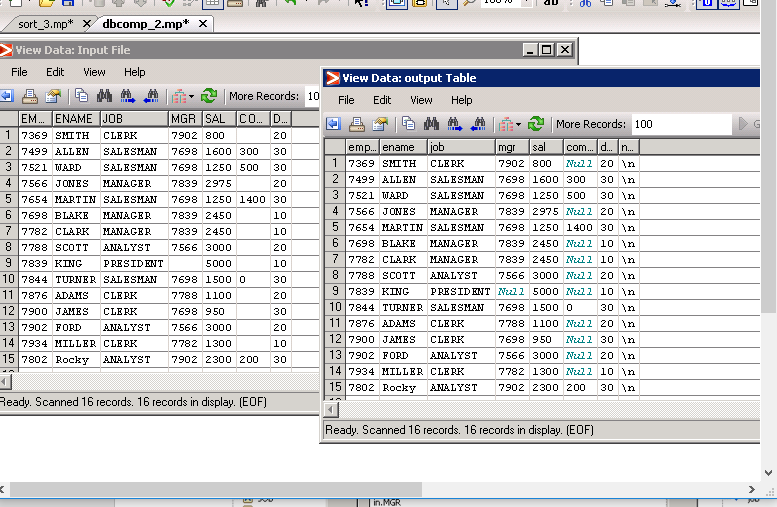 100%
ab
sort_3.mp* ×
dbcomp_2.mp* ×
View Data: Input File
File Edit View Help
More Records: 10
EM... ENAME JOB MGR SAL CO... D...
1 7369 SMITH CLERK 7902 800 20
2 7499 ALLEN SALESMAN 7698 1600 300 30
3 7521 WARD SALESMAN 7698 1250 500 30
4 7566 JONES MANAGER 7839 2975 20
5 7654 MARTIN SALESMAN 7698 1250 1400 30
6 7698 BLAKE MANAGER 7839 2450 10
7 7782 CLARK MANAGER 7839 2450 10
8 7788 SCOTT ANALYST 7566 3000 20
9 7839 KING PRESIDENT 5000 10
10 7844 TURNER SALESMAN 7698 1500 0 30
11 7876 ADAMS CLERK 7788 1100 20
12 7900 JAMES CLERK 7698 950 30
13 7902 FORD ANALYST 7566 3000 20
14 7934 MILLER CLERK 7782 1300 10
15 7802 Rocky ANALYST 7902 2300 200 30
Ready. Scanned 16 records. 16 records in display. (EOF)
View Data: output Table
File Edit View Help
More Records: 100 G
emp... ename job mgr sal com... d... n...
1 7369 SMITH CLERK 7902 800 Null 20 \n
2 7499 ALLEN SALESMAN 7698 1600 300 30 \n
3 7521 WARD SALESMAN 7698 1250 500 30 \n
4 7566 JONES MANAGER 7839 2975 Null 20 \n
5 7654 MARTIN SALESMAN 7698 1250 1400 30 \n
6 7698 BLAKE MANAGER 7839 2450 Null 10 \n
7 7782 CLARK MANAGER 7839 2450 Null 10 \n
8 7788 SCOTT ANALYST 7566 3000 Null 20 \n
9 7839 KING PRESIDENT Null 5000 Null 10 \n
10 7844 TURNER SALESMAN 7698 1500 0 30 \n
11 7876 ADAMS CLERK 7788 1100 Null 20 \n
12 7900 JAMES CLERK 7698 950 Null 30 \n
13 7902 FORD ANALYST 7566 3000 Null 20 \n
14 7934 MILLER CLERK 7782 1300 Null 10 \n
15 7802 Rocky ANALYST 7902 2300 200 30 \n
Ready. Scanned 16 records. 16 records in display. (EOF)
in.MGR